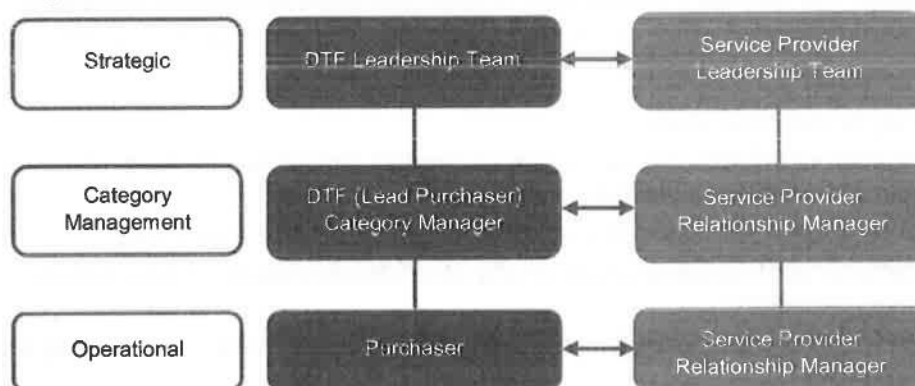 Strategic
DTF Leadership Team
Service Provider
Leadership Team
Category
Management
DTF (Lead Purchaser)
Category Manager
Service Provider
Relationship Manager
Operational
Purchaser
Service Provider
Relationship Manager